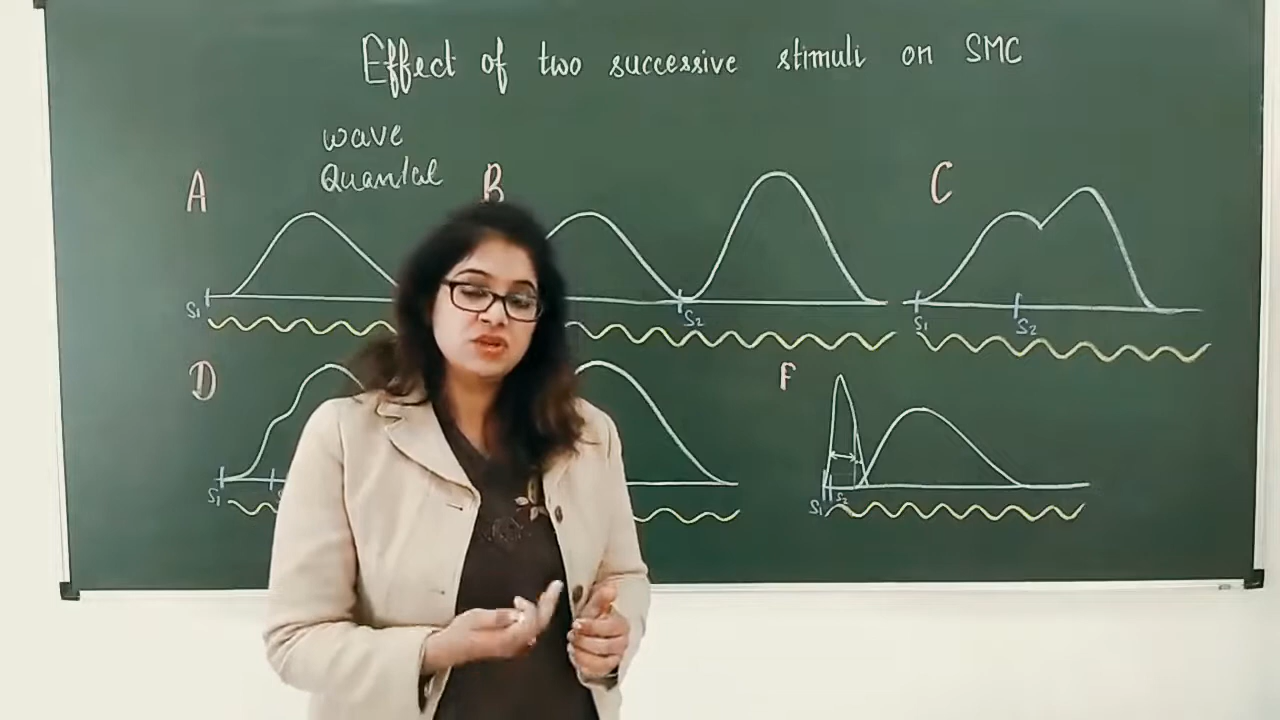 Effect of two successive stimuli on SMC
wave
Quantal
A
B
C
S1
S2
S1
S2
D
F
S1
S1
S2